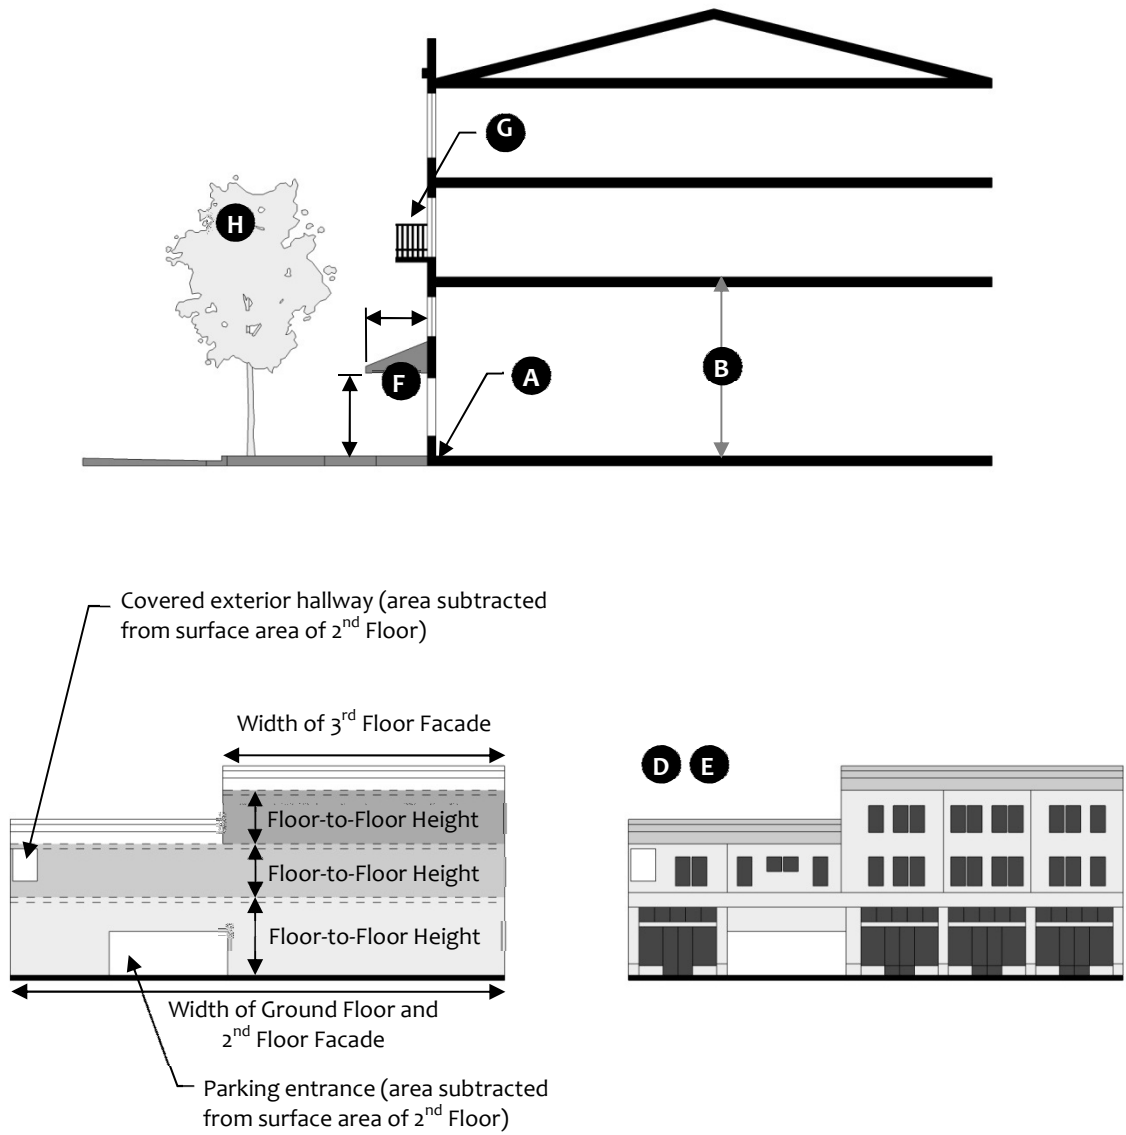 G
H
B
A
F
Covered exterior hallway (area subtracted
from surface area of 2nd Floor)
Width of 3rd Floor Facade
D E
Floor-to-Floor Height
Floor-to-Floor Height
Floor-to-Floor Height
Width of Ground Floor and
2nd Floor Facade
Parking entrance (area subtracted
from surface area of 2nd Floor)